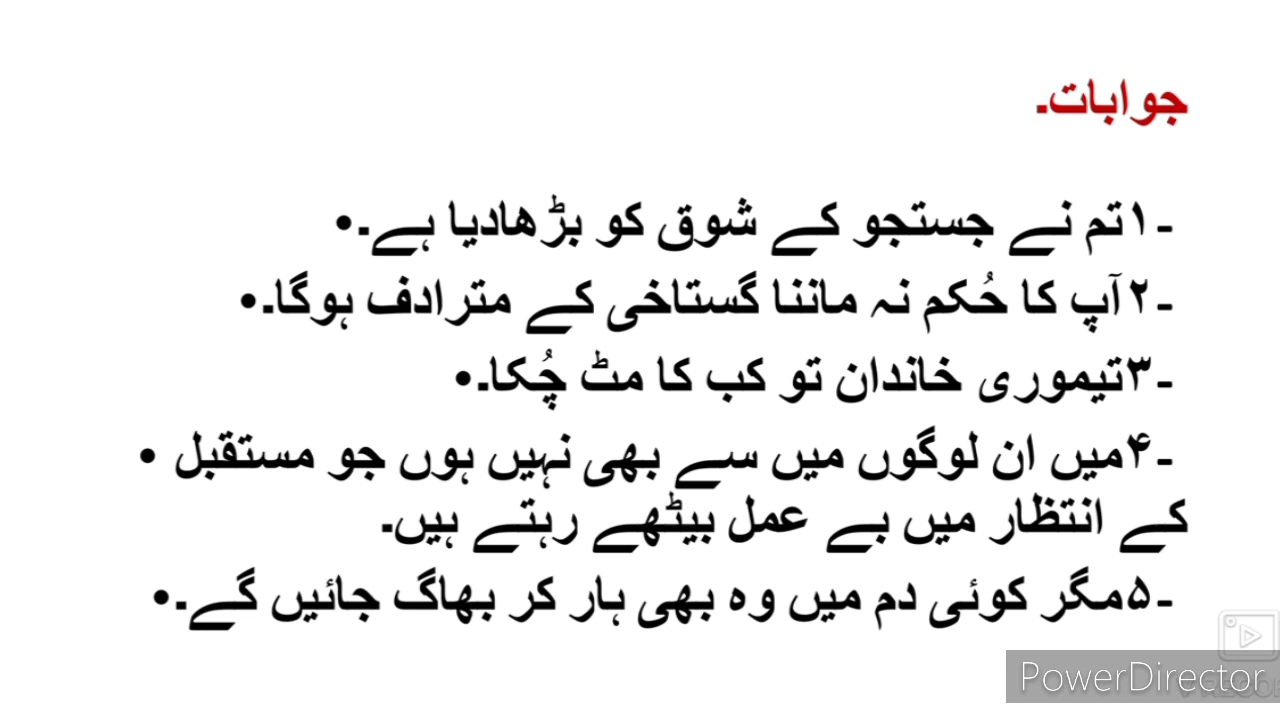 جوابات۔
۱۔تم نے جستجو کے شوق کو بڑھادیا ہے۔•
۲۔آپ کا حُکم نہ ماننا گستاخی کے مترادف ہوگا۔•
۳۔تیموری خاندان تو کب کا مٹ چُکا۔•
۴۔میں ان لوگوں میں سے بھی نہیں ہوں جو مستقبل •
کے انتظار میں بے عمل بیٹھے رہتے ہیں۔
۵۔مگر کوئی دم میں وہ بھی ہار کر بھاگ جائیں گے۔•
PowerDirector